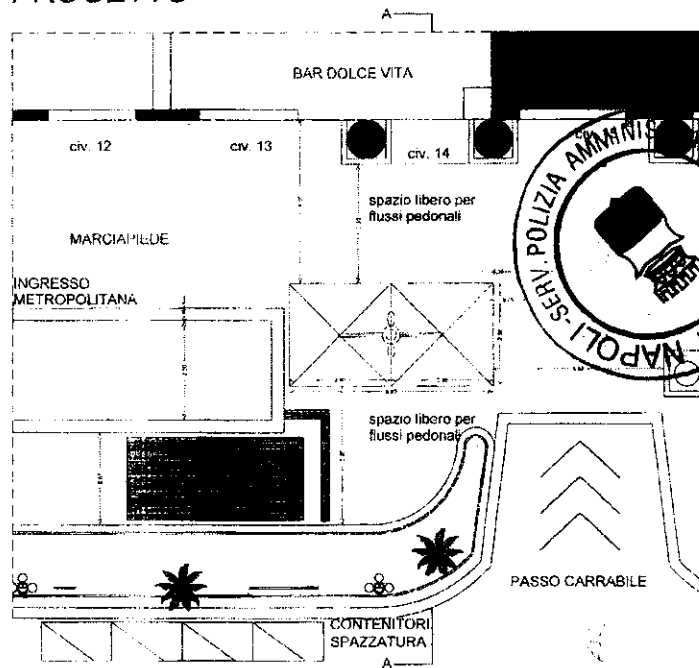 PROGETTO
A
BAR DOLCE VITA
civ. 12
civ. 13
civ. 14
spazio libero per
flussi pedonali
MARCIAPIEDE
INGRESSO
METROPOLITANA
NAPOLI - SERV. POLIZIA AMMINIS
spazio libero per
flussi pedonali
PASSO CARRABILE
CONTENITORI
SPAZZATURA
A